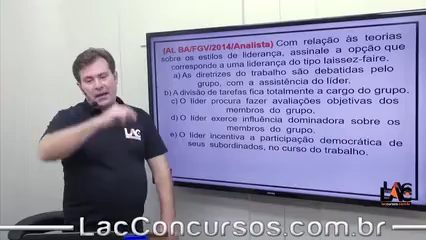 (AL BA/FGV/2014/Analista) Com relação às teorias
sobre os estilos de liderança, assinale a opção que
corresponde a uma liderança do tipo laissez-faire.
a) As diretrizes do trabalho são debatidas pelo
grupo, com a assistência do líder.
b) A divisão de tarefas fica totalmente a cargo do grupo.
c) O líder procura fazer avaliações objetivas dos
membros do grupo.
d) O líder exerce influência dominadora sobre os
membros do grupo.
e) O líder incentiva a participação democrática de
seus subordinados, no curso do trabalho.
LAC
LAC
LacConcursos.com.br